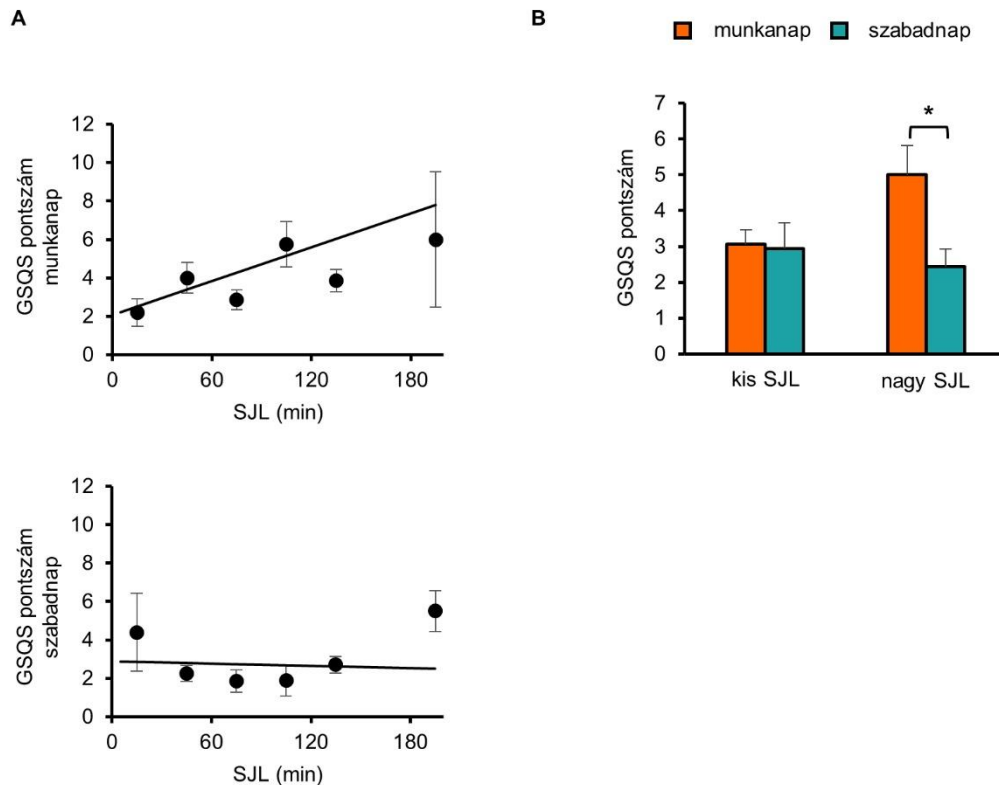 A
GSQS pontszám
munkanap
12
10
8
6
4
2
0
0 60 120 180
SJL (min)
GSQS pontszám
szabadnap
12
10
8
6
4
2
0
0 60 120 180
SJL (min)
B
munkanap szabadnap
GSQS pontszám
7
6
5
4
3
2
1
0
*
kis SJL nagy SJL